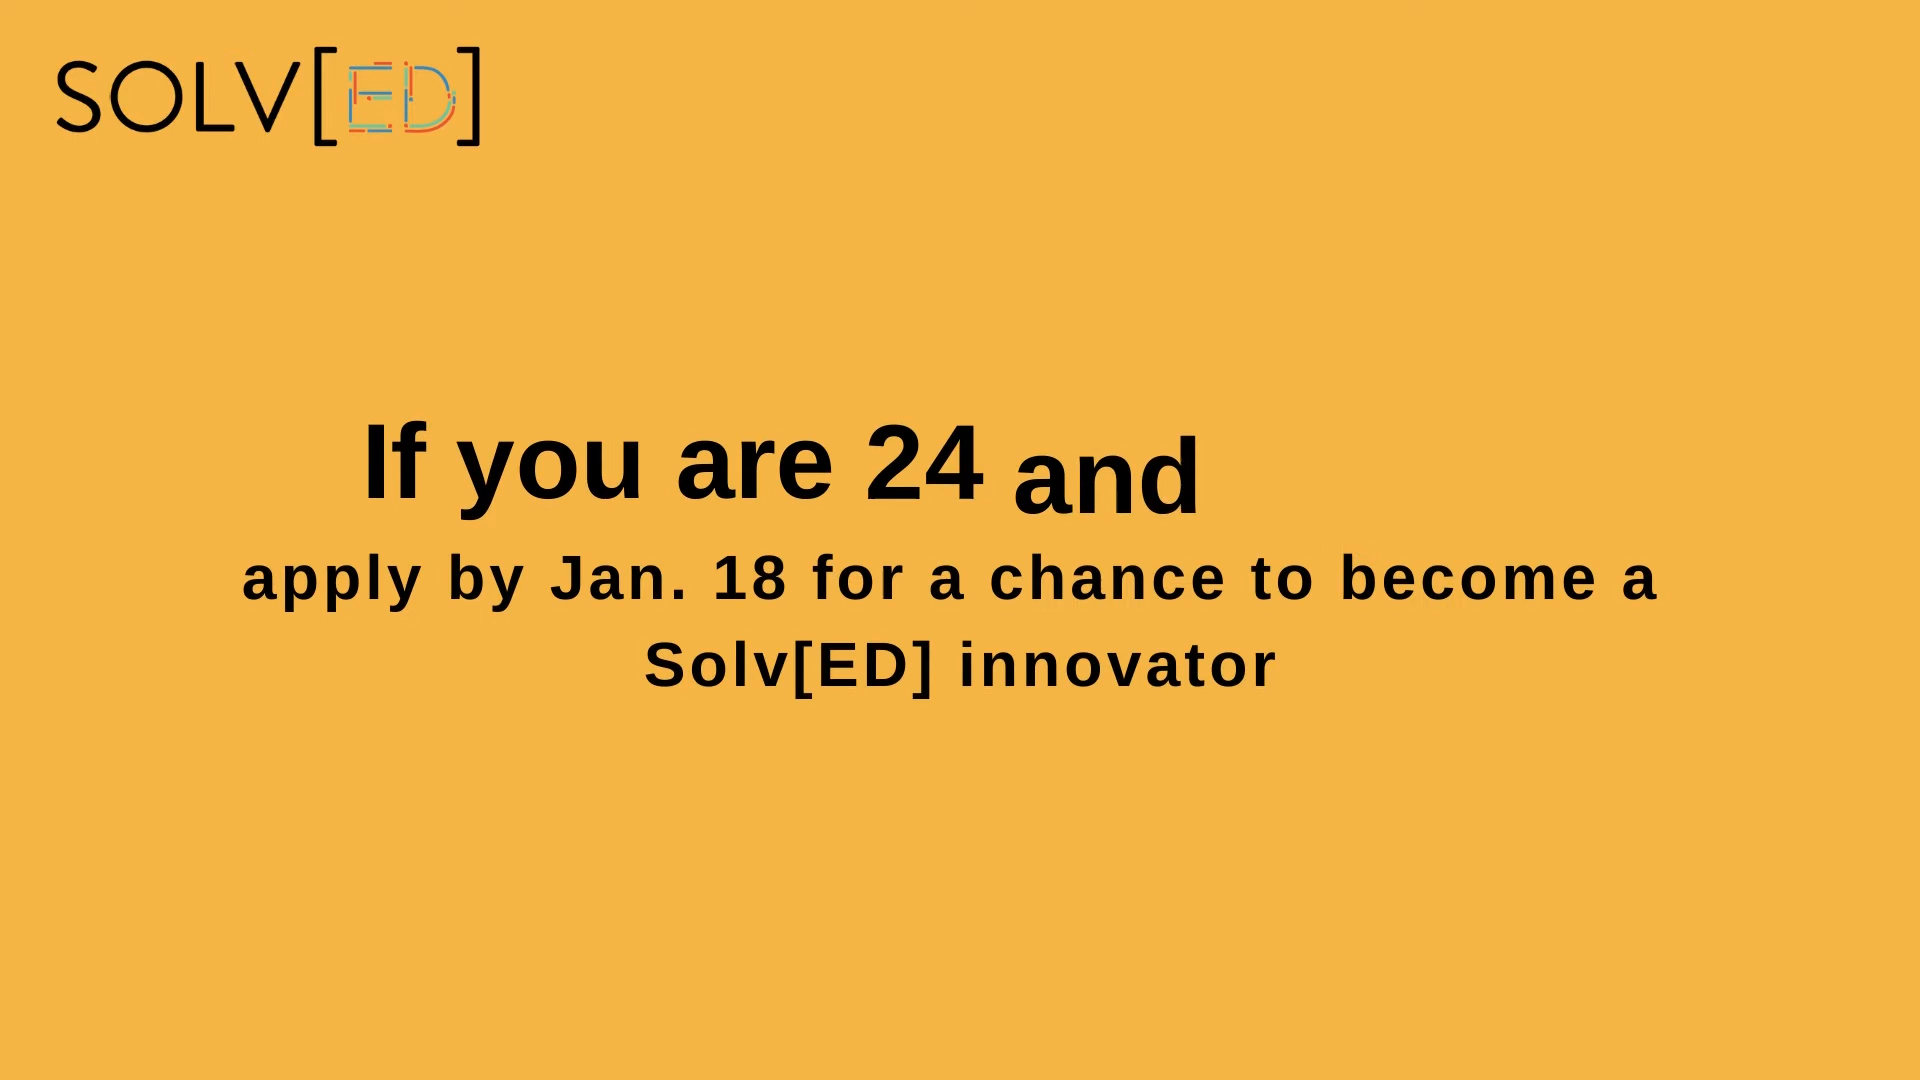 SOLV[ED]
If you are 24 and
apply by Jan. 18 for a chance to become a
Solv[ED] innovator